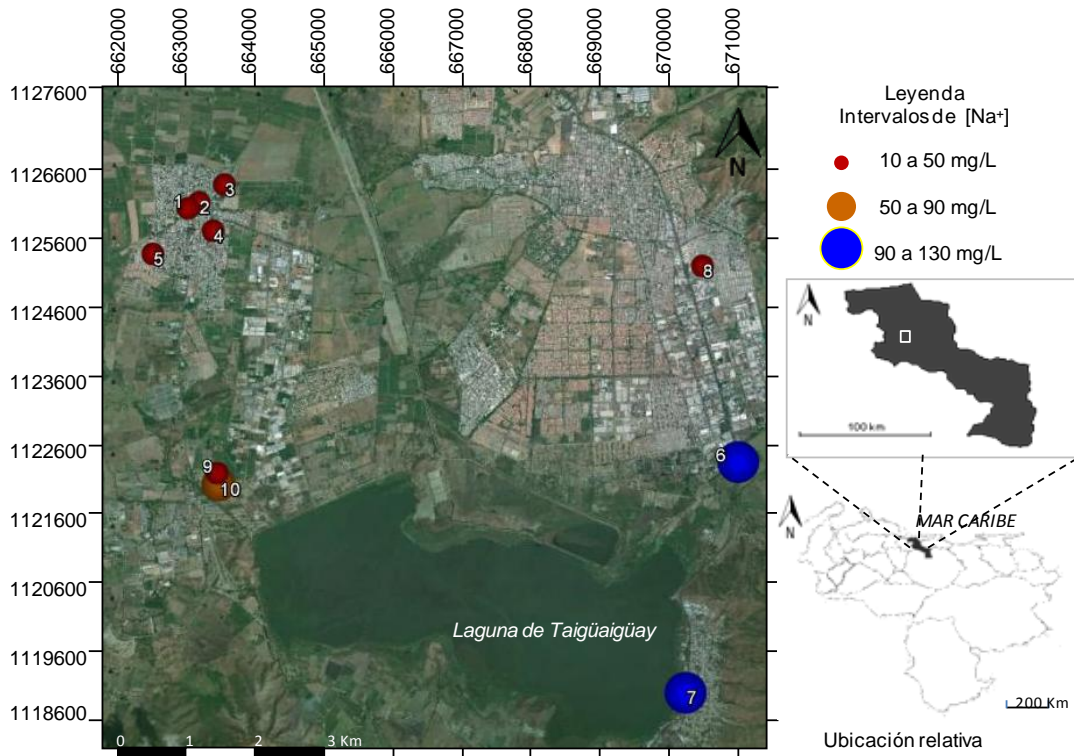 662000
663000
664000
665000
666000
667000
668000
669000
670000
671000
1127600
1126600
1125600
1124600
1123600
1122600
1121600
1120600
1119600
1118600
1
2
3
4
5
8
6
9
10
7
N
Laguna de Taigüaigüay
0 1 2 3 Km
Leyenda
Intervalos de [Na⁺]
10 a 50 mg/L
50 a 90 mg/L
90 a 130 mg/L
N
100 km
N
MAR CARIBE
200 Km
Ubicación relativa